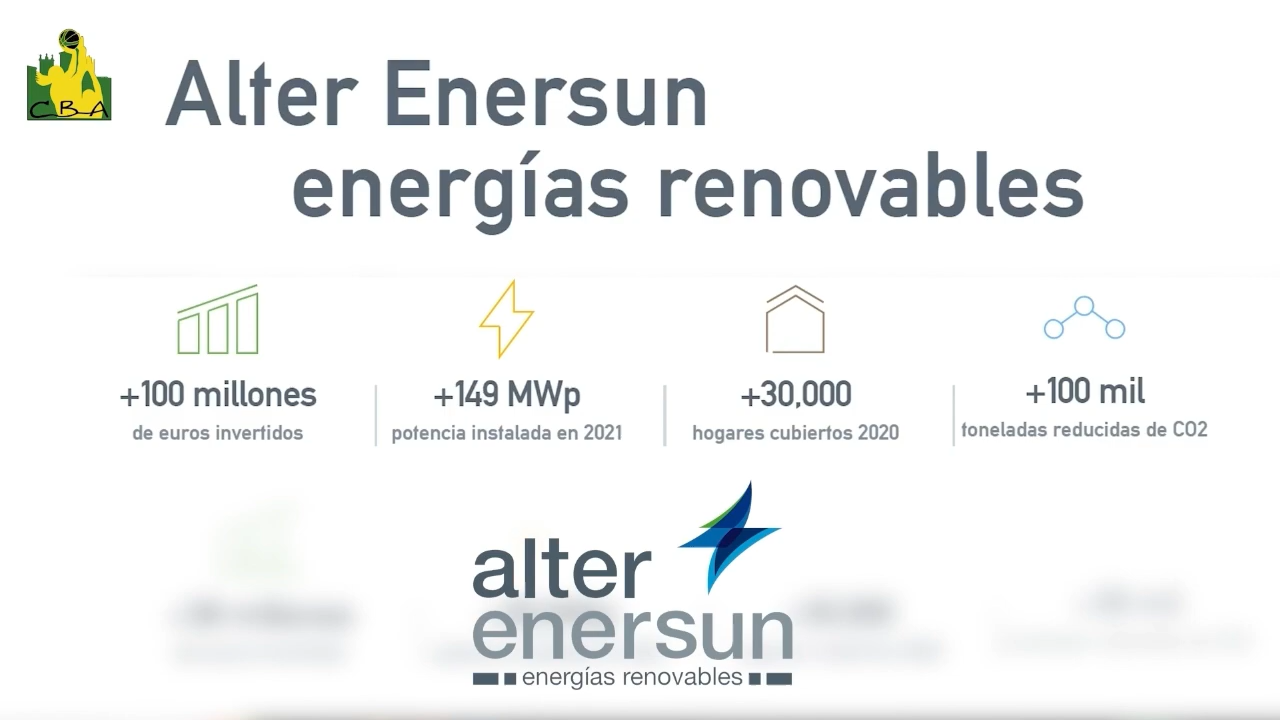 CBA
Alter Enersun
energías renovables
+100 millones
de euros invertidos
+149 MWp
potencia instalada en 2021
+30,000
hogares cubiertos 2020
+100 mil
toneladas reducidas de CO2
alter
enersun
energías renovables